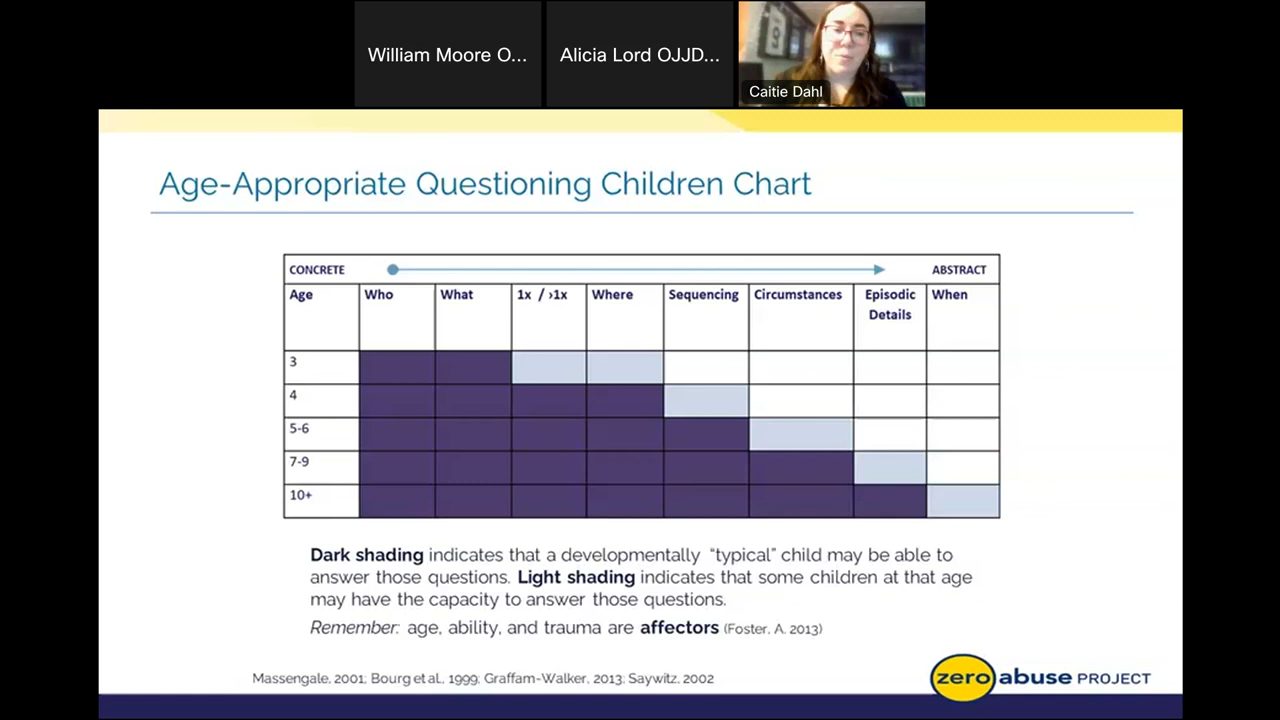 William Moore O...
Alicia Lord OJJD...
Caitie Dahl
Age-Appropriate Questioning Children Chart
CONCRETE ABSTRACT
Age Who What 1x / >1x Where Sequencing Circumstances Episodic When
Details
3
4
5-6
7-9
10+
Dark shading indicates that a developmentally “typical” child may be able to
answer those questions. Light shading indicates that some children at that age
may have the capacity to answer those questions.
Remember: age, ability, and trauma are affectors (Foster, A. 2013)
Massengale, 2001; Bourg et al., 1999; Graffam-Walker, 2013; Saywitz, 2002
zero abuse PROJECT